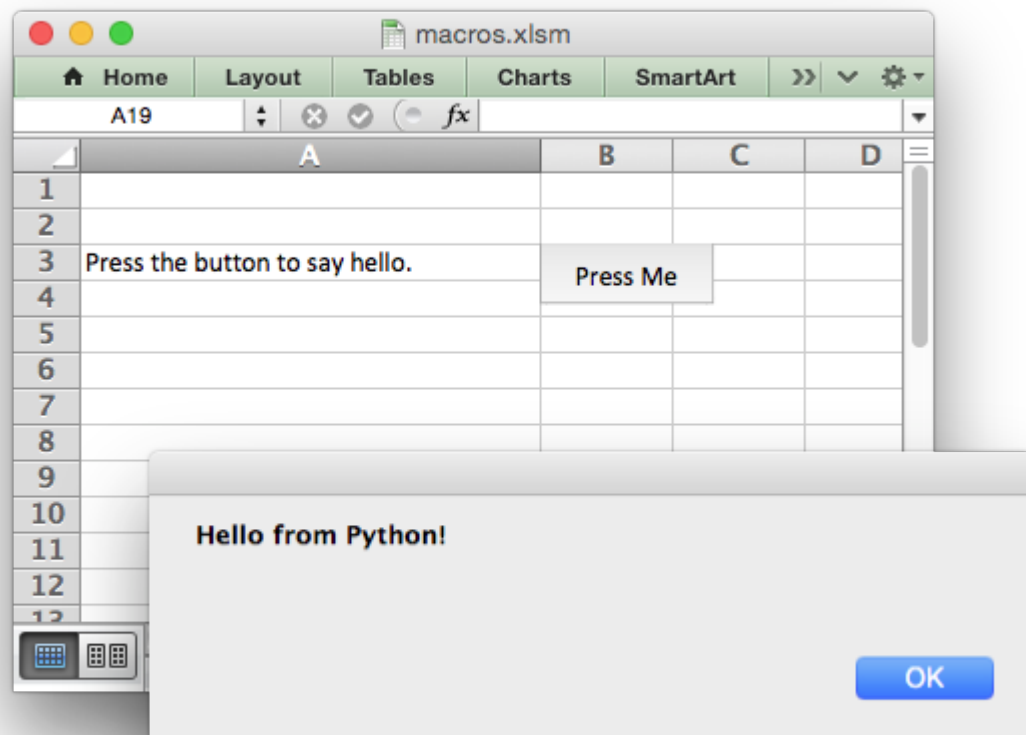 macros.xlsm
Home Layout Tables Charts SmartArt
A19 fx
A B C D
1
2
3 Press the button to say hello. Press Me
4
5
6
7
8
9
10
11
12
13
Hello from Python!
OK